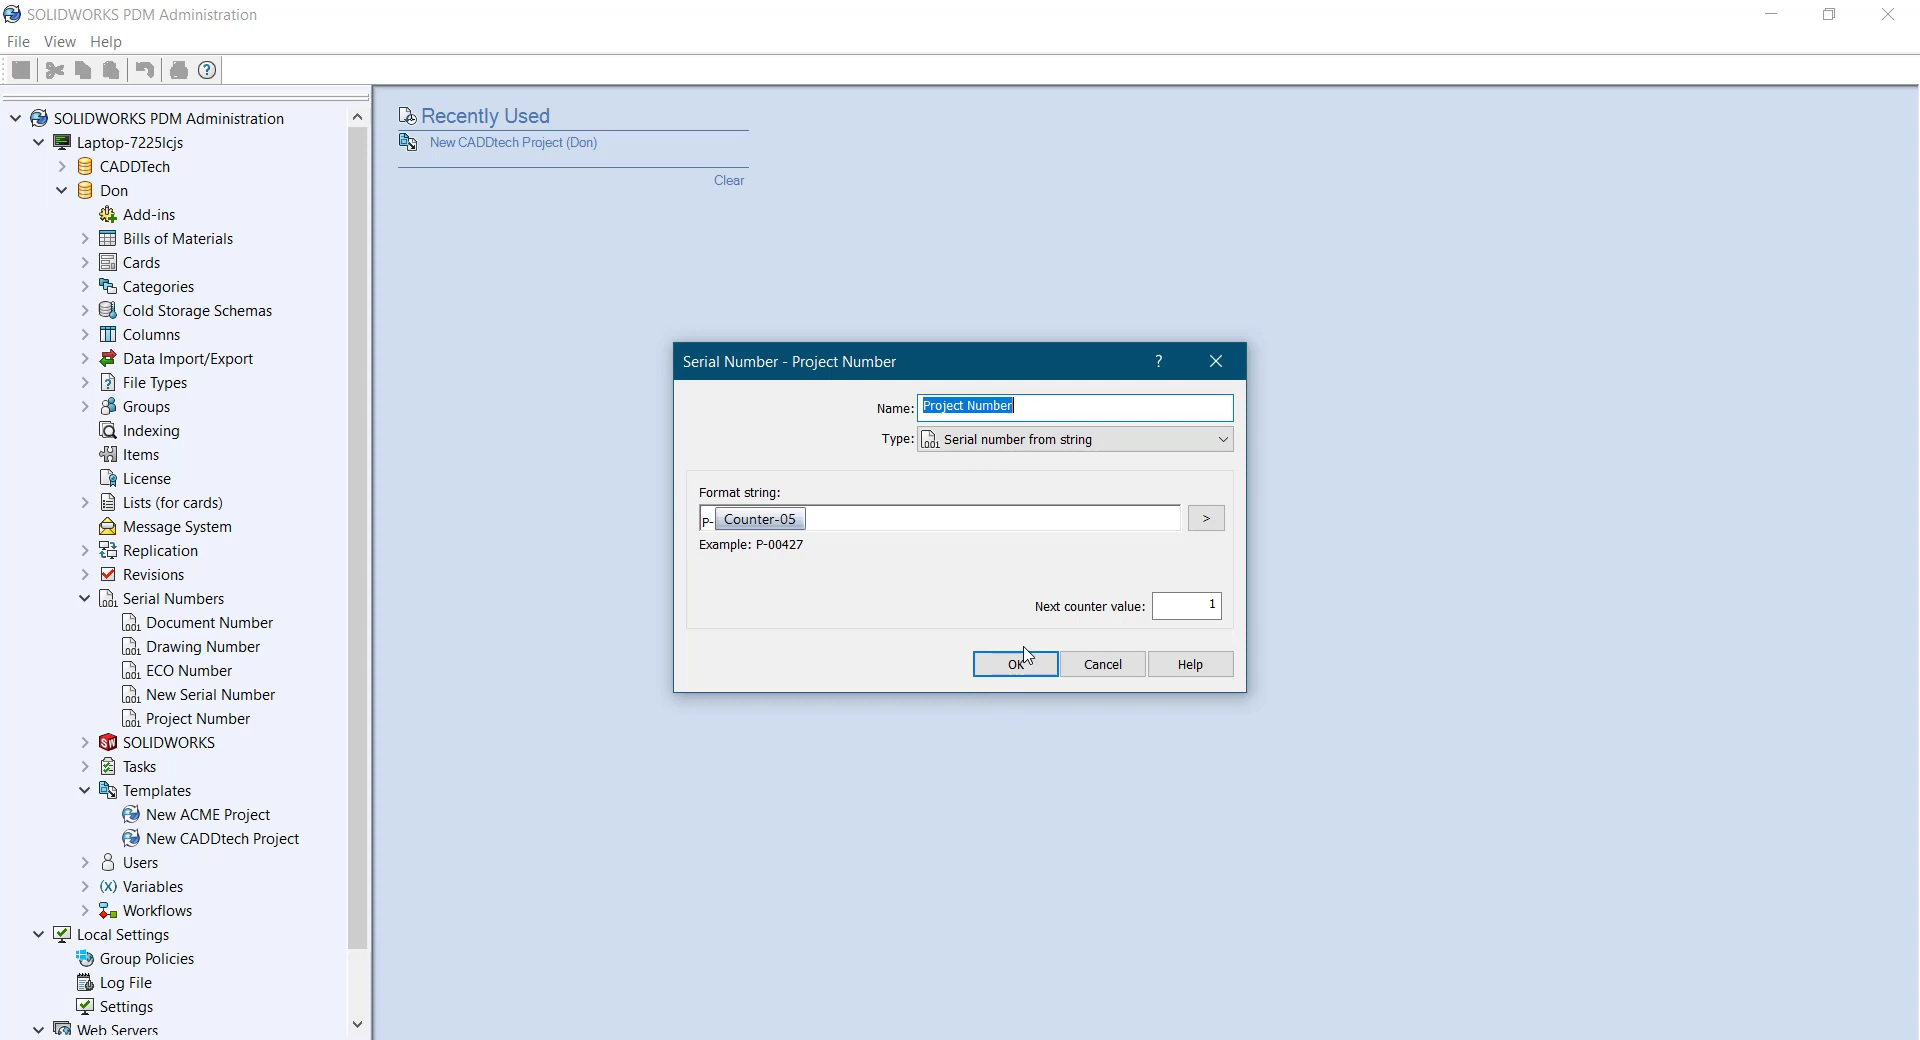 SOLIDWORKS PDM Administration
File View Help
SOLIDWORKS PDM Administration
Laptop-7225lcjs
CADDTech
Don
Add-ins
Bills of Materials
Cards
Categories
Cold Storage Schemas
Columns
Data Import/Export
File Types
Groups
Indexing
Items
License
Lists (for cards)
Message System
Replication
Revisions
Serial Numbers
Document Number
Drawing Number
ECO Number
New Serial Number
Project Number
SOLIDWORKS
Tasks
Templates
New ACME Project
New CADDtech Project
Users
Variables
Workflows
Local Settings
Group Policies
Log File
Settings
Web Servers
Recently Used
New CADDtech Project (Don)
Clear
Serial Number - Project Number ?
Name: Project Number
Type: Serial number from string
Format string:
P- Counter-05 >
Example: P-00427
Next counter value: 1
OK Cancel Help